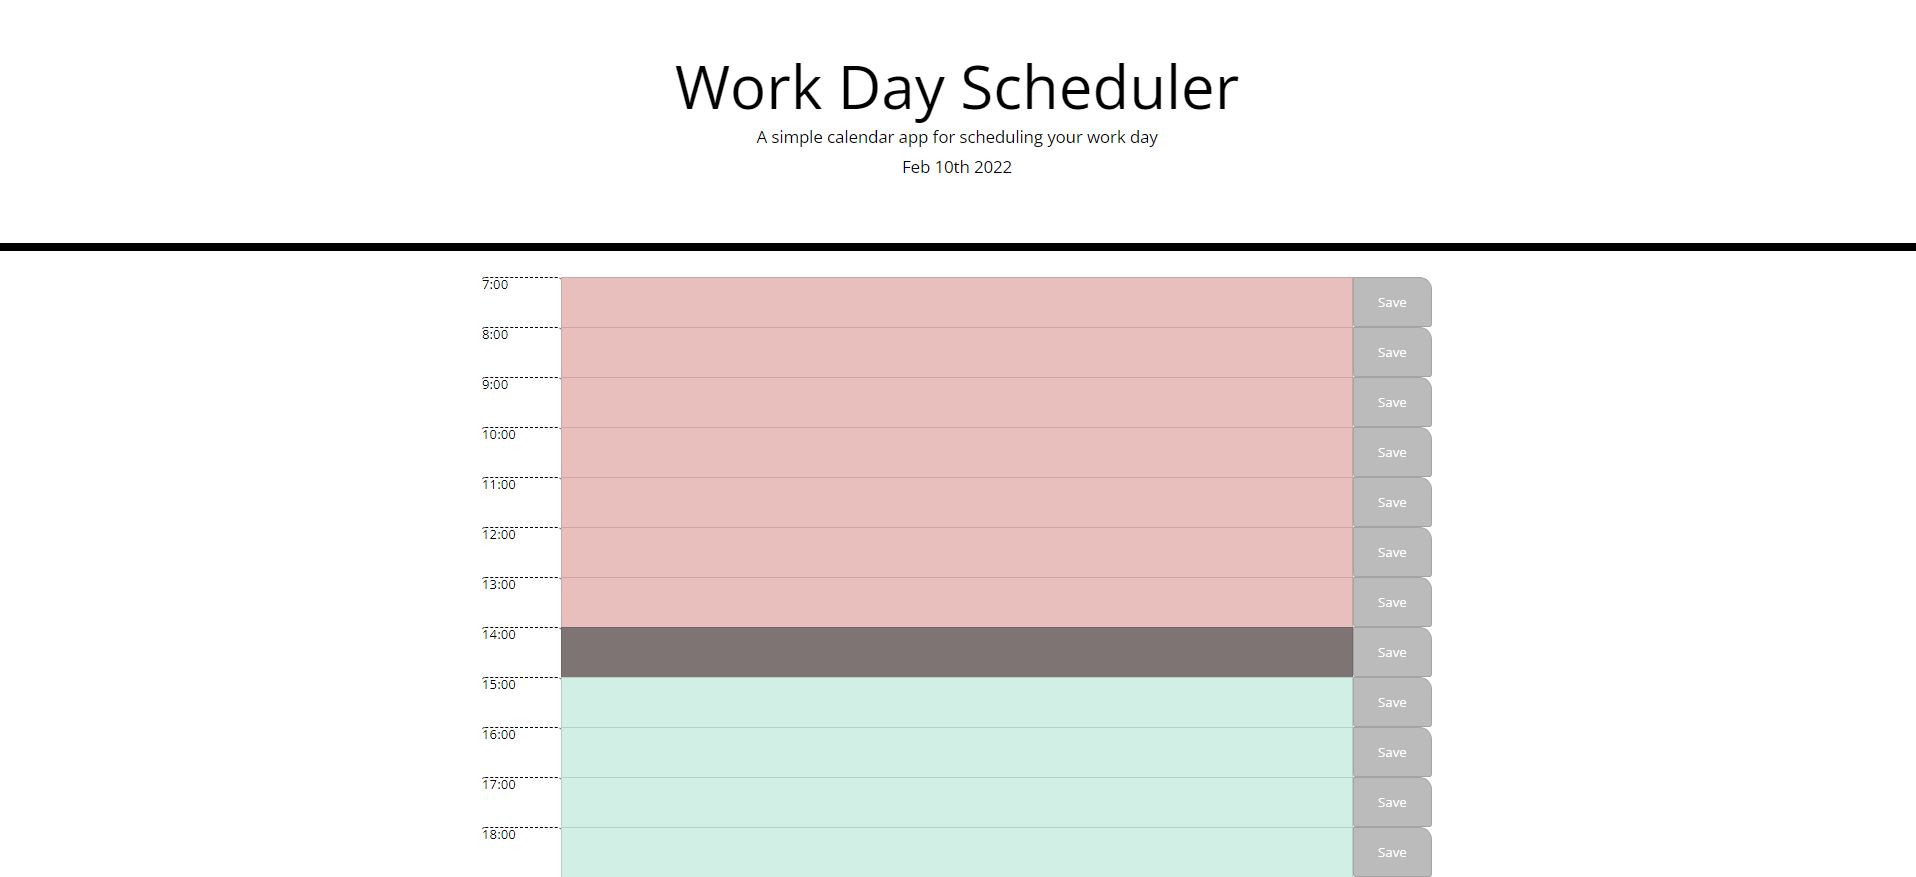 Work Day Scheduler
A simple calendar app for scheduling your work day
Feb 10th 2022
7:00 Save
8:00 Save
9:00 Save
10:00 Save
11:00 Save
12:00 Save
13:00 Save
14:00 Save
15:00 Save
16:00 Save
17:00 Save
18:00 Save